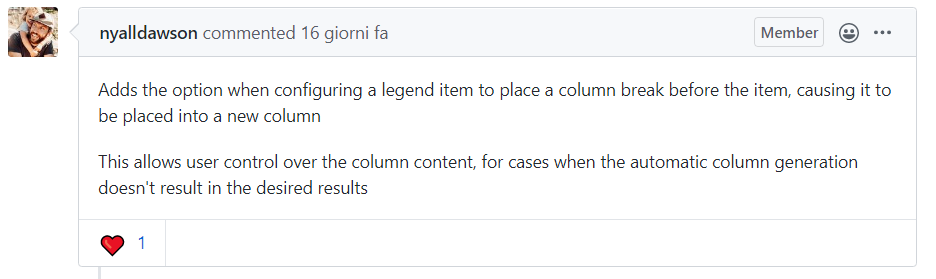 nyalldawson commented 16 giorni fa
Member
Adds the option when configuring a legend item to place a column break before the item, causing it to
be placed into a new column
This allows user control over the column content, for cases when the automatic column generation
doesn't result in the desired results
1